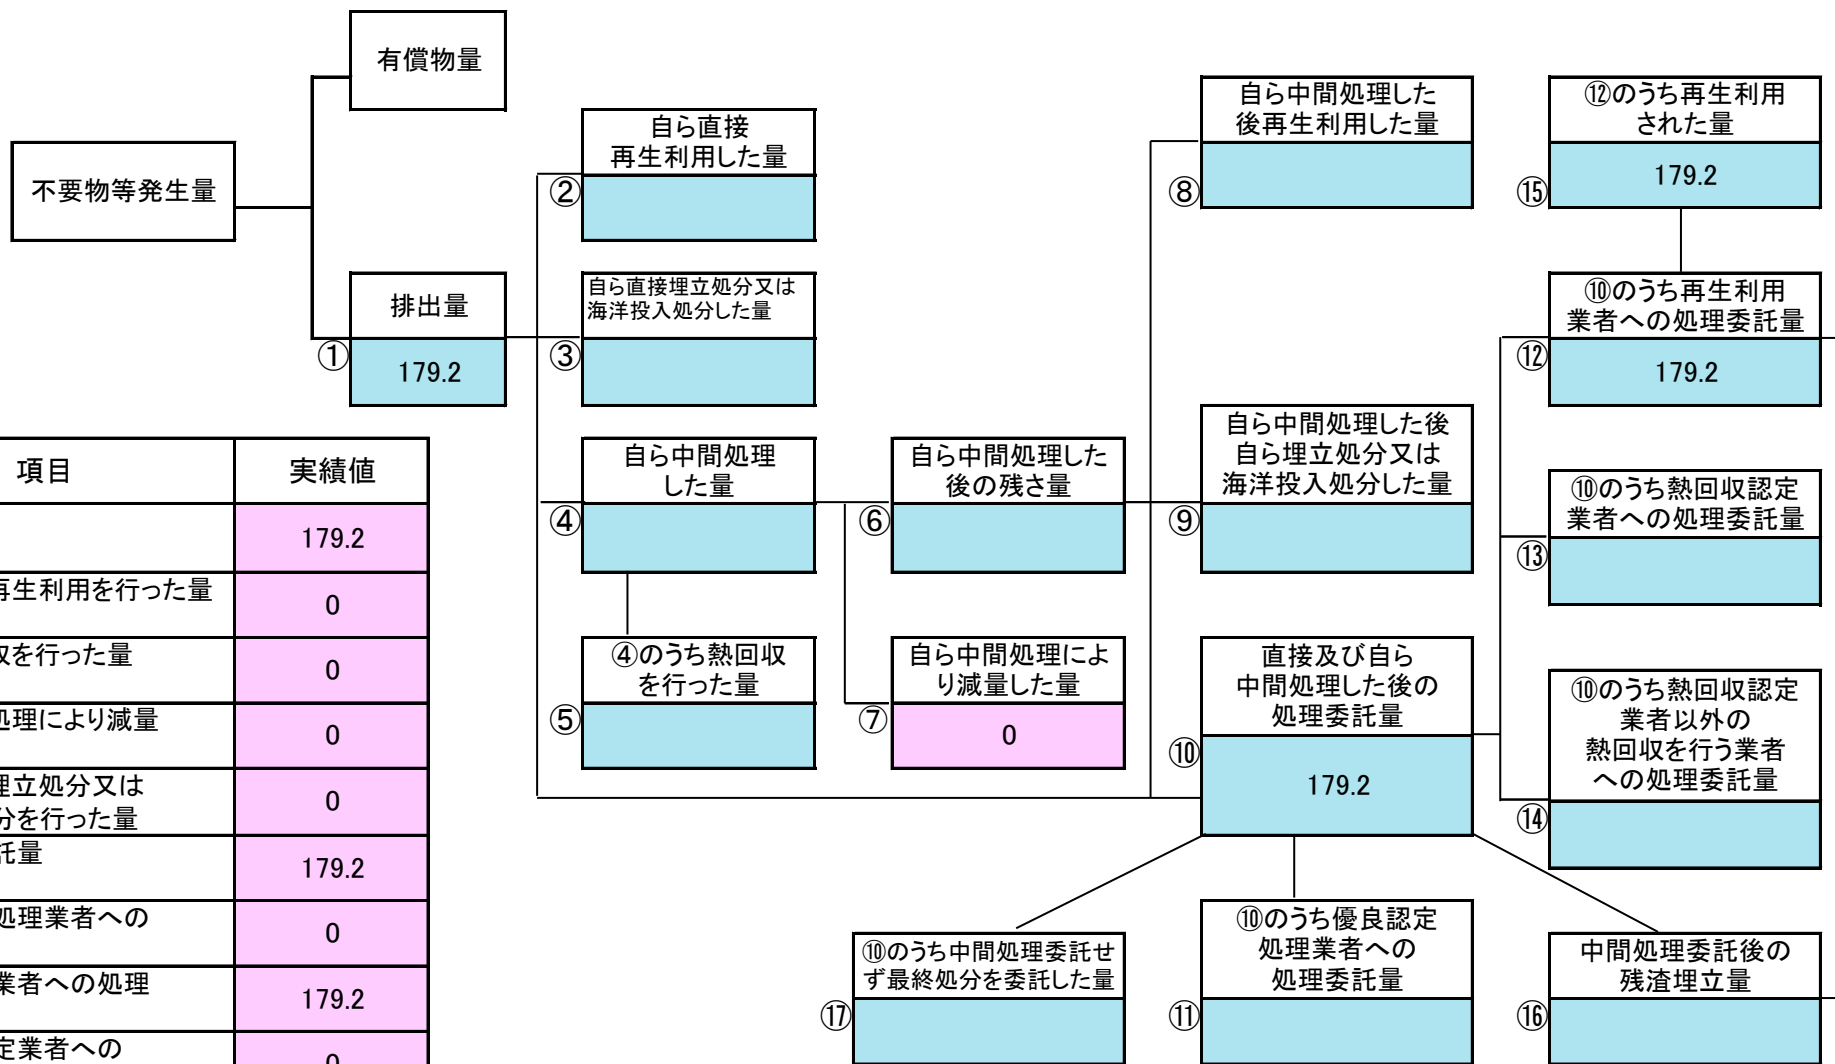 有償物量
不要物等発生量
排出量
①
179.2
自ら直接
再生利用した量
②
自ら直接埋立処分又は
海洋投入処分した量
③
自ら中間処理
した量
④
④のうち熱回収
を行った量
⑤
自ら中間処理した
後の残さ量
⑥
自ら中間処理によ
り減量した量
⑦
0
自ら中間処理した
後再生利用した量
⑧
自ら中間処理した後
自ら埋立処分又は
海洋投入処分した量
⑨
直接及び自ら
中間処理した後の
処理委託量
⑩
179.2
⑫のうち再生利用
された量
⑮
179.2
⑩のうち再生利用
業者への処理委託量
⑫
179.2
⑩のうち熱回収認定
業者への処理委託量
⑬
⑩のうち熱回収認定
業者以外の
熱回収を行う業者
への処理委託量
⑭
⑩のうち中間処理委託せ
ず最終処分を委託した量
⑰
⑩のうち優良認定
処理業者への
処理委託量
⑪
中間処理委託後の
残渣埋立量
⑯
項目 実績値
179.2
再生利用を行った量
0
収を行った量
0
処理により減量
0
埋立処分又は
分を行った量
0
託量
179.2
処理業者への
0
業者への処理
179.2
定業者への
0